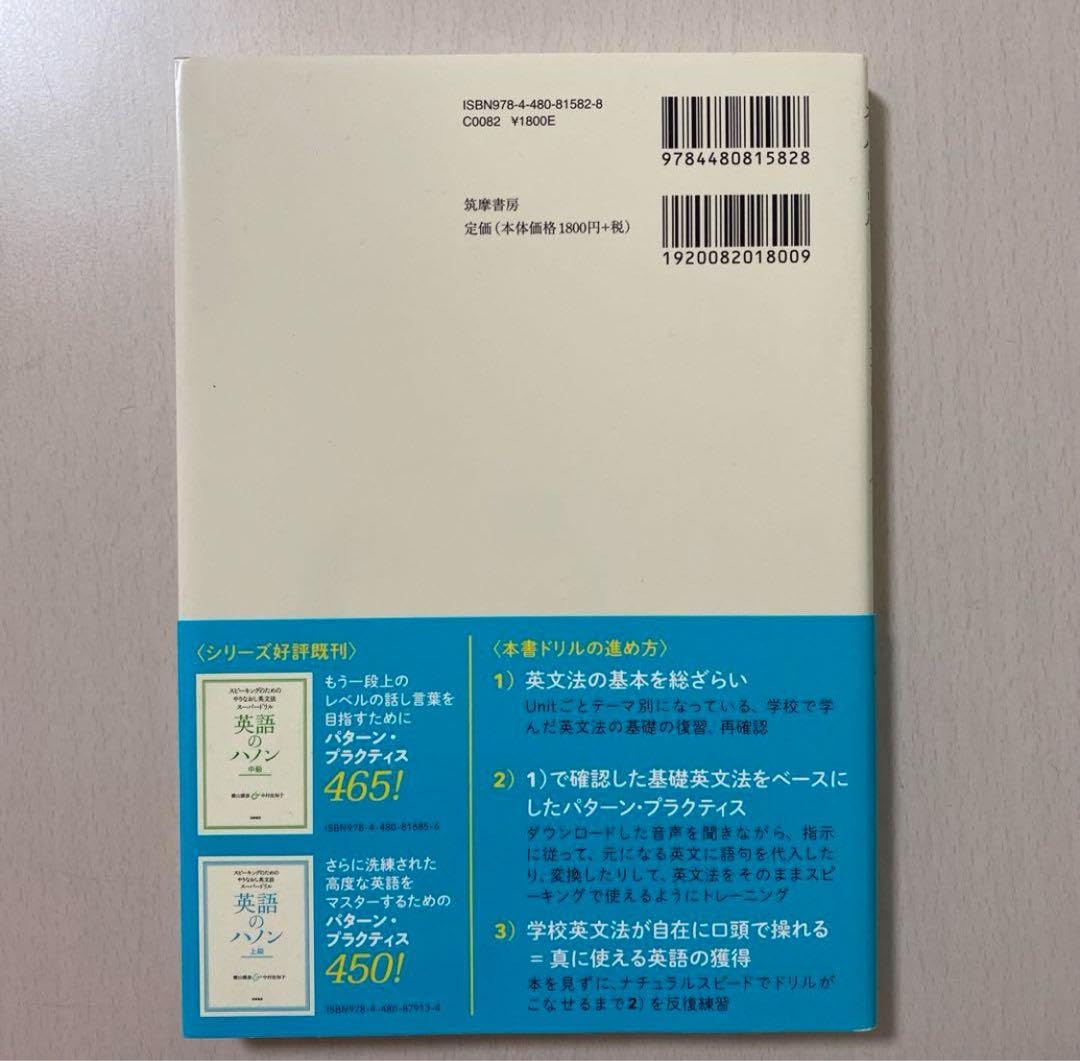 ISBN978-4-480-81582-8
C0082 ¥1800E
9784480815828
筑摩書房
定価(本体価格1800円+税)
1920082018009
〈シリーズ好評既刊〉
スピーキングのための
やりなおし英文法
スーパードリル
英語
の
ハノン
中級
もう一段上の
レベルの話し言葉を
目指すために
パターン・
プラクティス
465!
ISBN978-4-480-81685-6
スピーキングのための
やりなおし英文法
スーパードリル
英語
の
ハノン
上級
さらに洗練された
高度な英語を
マスターするための
パターン・
プラクティス
450!
ISBN978-4-480-87913-4
〈本書ドリルの進め方〉
1) 英文法の基本を総ざらい
Unitごとテーマ別になっている、学校で学
んだ英文法の基礎の復習、再確認
2) 1)で確認した基礎英文法をベースに
したパターン・プラクティス
ダウンロードした音声を聞きながら、指示
に従って、元になる英文に語句を代入した
り、変換したりして、英文法をそのままスピ
ーキングで使えるようにトレーニング
3) 学校英文法が自在に口頭で操れる
=真に使える英語の獲得
本を見ずに、ナチュラルスピードでドリルが
こなせるまで2)を反復練習